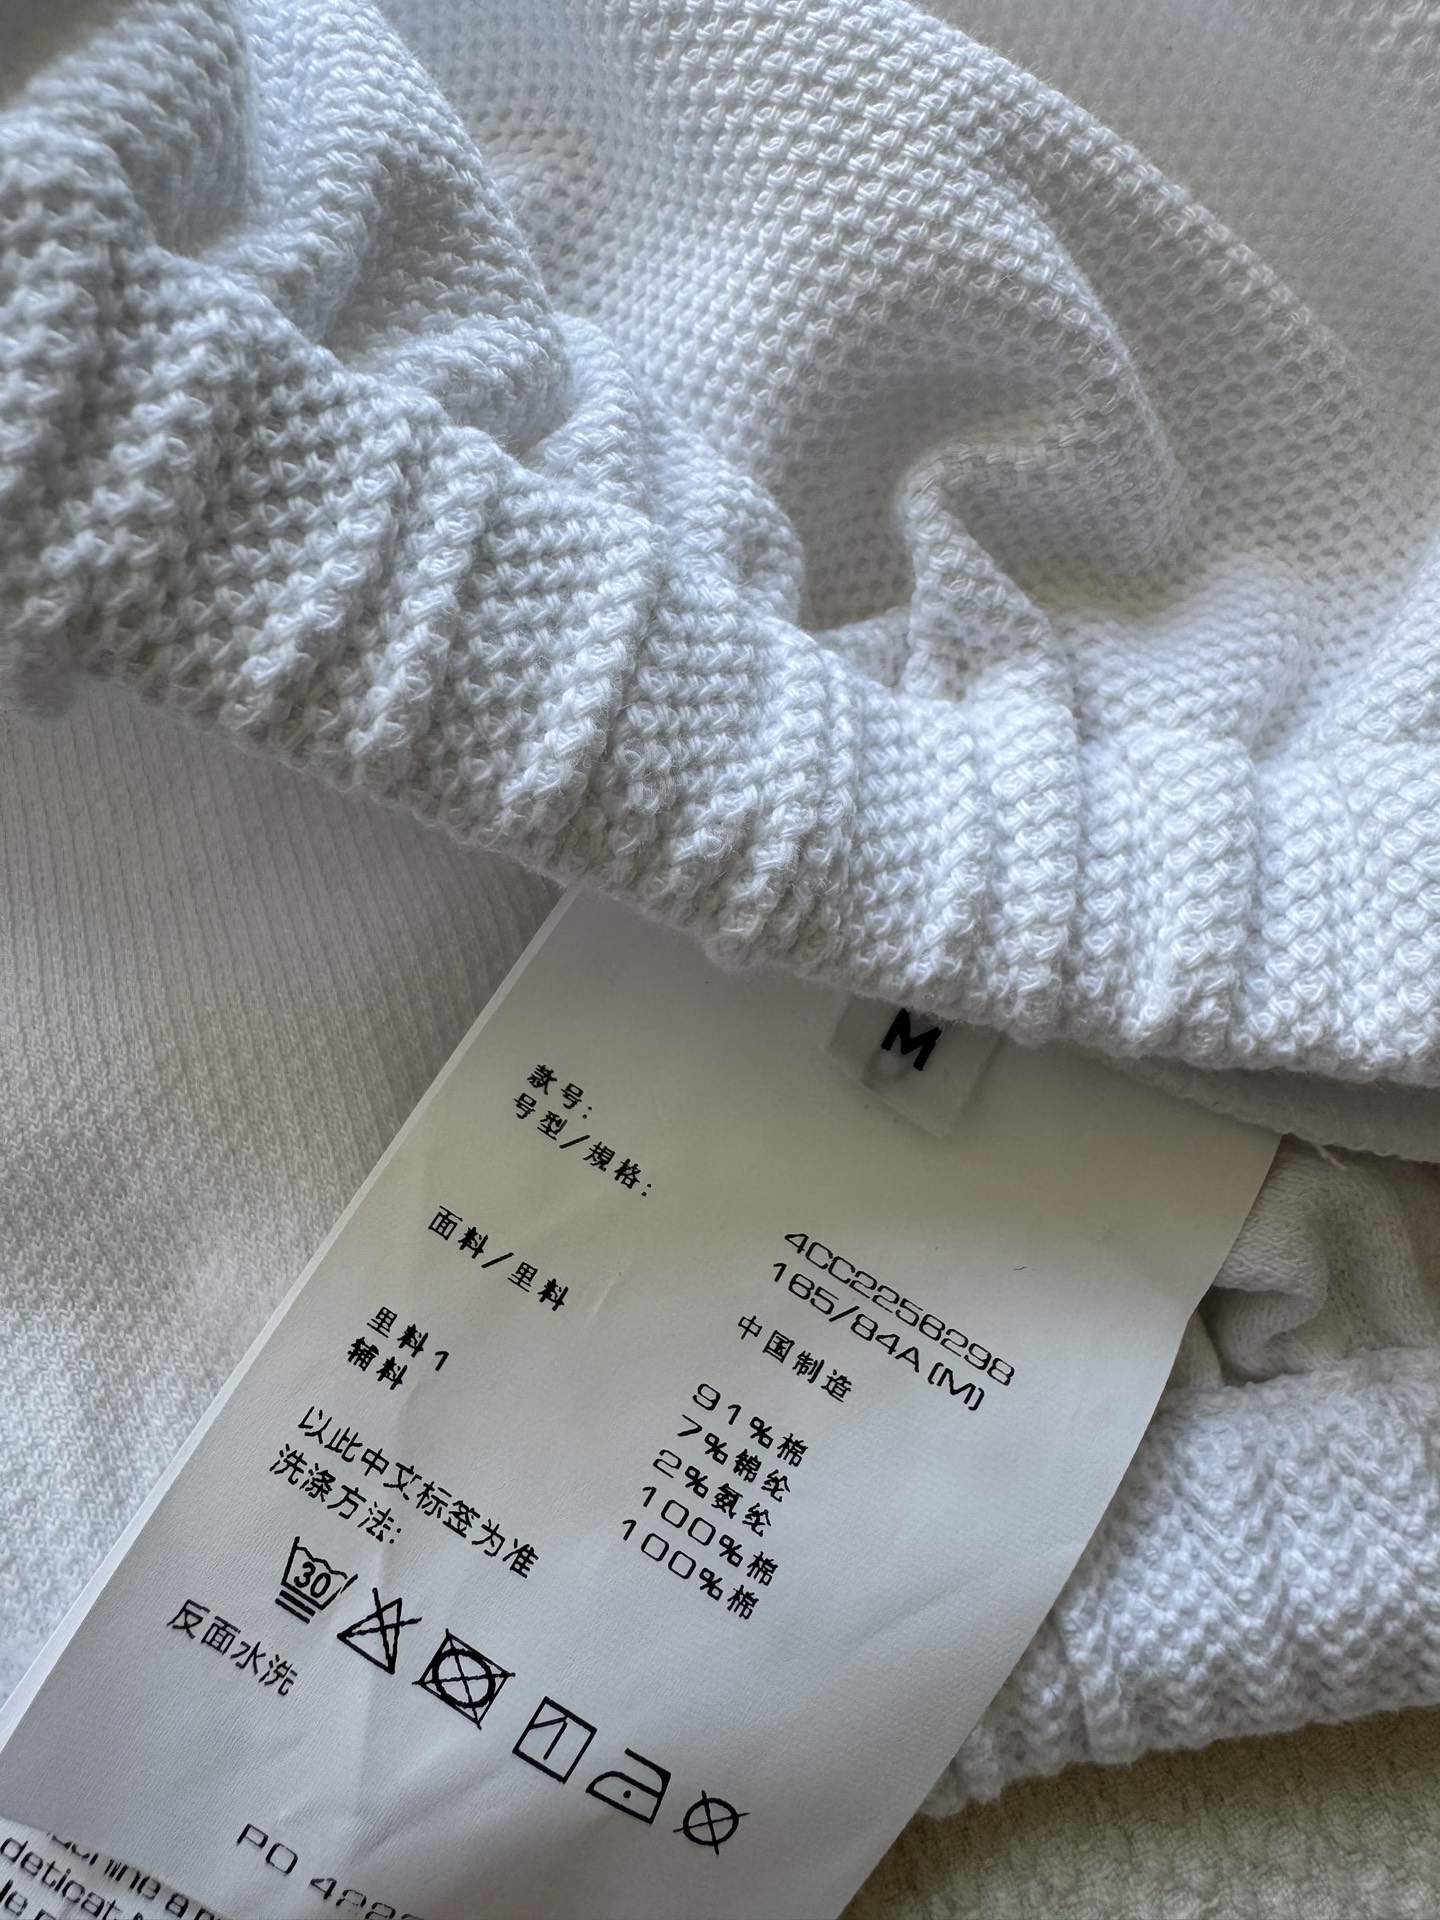 M
款号:
号型/規格:
4CC2256298
165/84A (M)
中国制造
面料/里料
91%棉
7%锦纶
2%氨纶
里料1
100%棉
辅料
100%棉
以此中文标签为准
洗涤方法:
30
反面水洗
PO